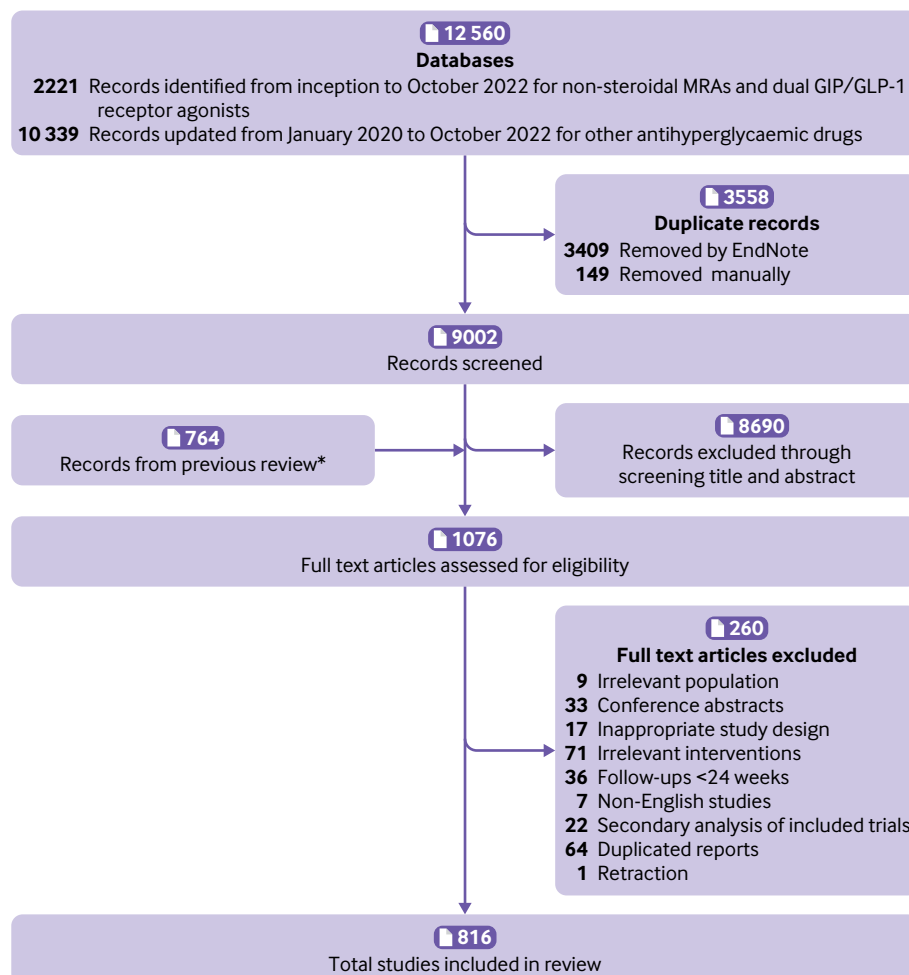 12 560
Databases
2221 Records identified from inception to October 2022 for non-steroidal MRAs and dual GIP/GLP-1
receptor agonists
10 339 Records updated from January 2020 to October 2022 for other antihyperglycaemic drugs
3558
Duplicate records
3409 Removed by EndNote
149 Removed manually
9002
Records screened
764
Records from previous review*
8690
Records excluded through
screening title and abstract
1076
Full text articles assessed for eligibility
260
Full text articles excluded
9 Irrelevant population
33 Conference abstracts
17 Inappropriate study design
71 Irrelevant interventions
36 Follow-ups <24 weeks
7 Non-English studies
22 Secondary analysis of included trials
64 Duplicated reports
1 Retraction
816
Total studies included in review